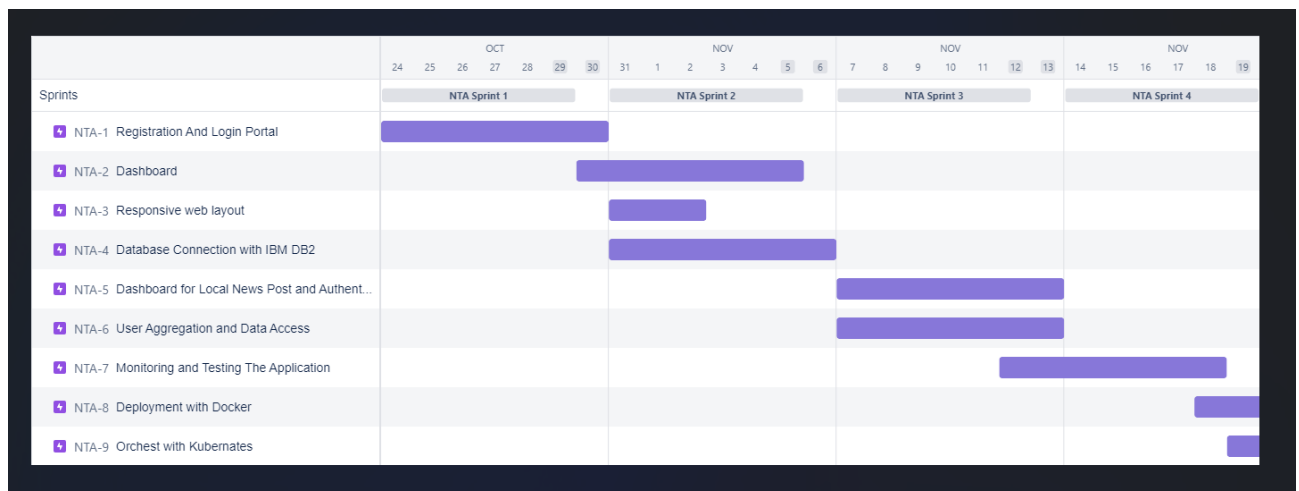 OCT NOV NOV NOV
24 25 26 27 28 29 30 31 1 2 3 4 5 6 7 8 9 10 11 12 13 14 15 16 17 18 19
Sprints NTA Sprint 1 NTA Sprint 2 NTA Sprint 3 NTA Sprint 4
NTA-1 Registration And Login Portal
NTA-2 Dashboard
NTA-3 Responsive web layout
NTA-4 Database Connection with IBM DB2
NTA-5 Dashboard for Local News Post and Authent...
NTA-6 User Aggregation and Data Access
NTA-7 Monitoring and Testing The Application
NTA-8 Deployment with Docker
NTA-9 Orchest with Kubernates